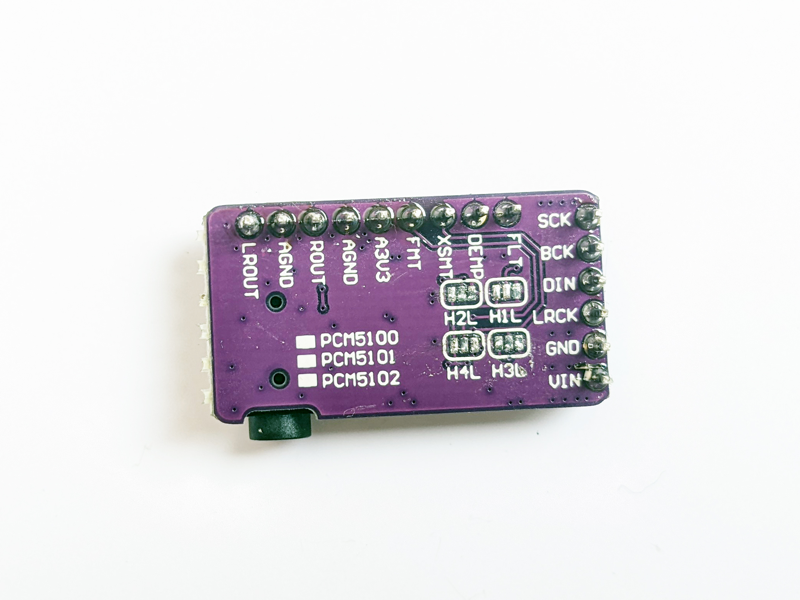 LROUT
AGND
ROUT
AGND
A3V3
FMT
XSMT
DEMP
FLT
SCK
BCK
DIN
LRCK
GND
VIN
H2L
H1L
H4L
H3L
PCM5100
PCM5101
PCM5102